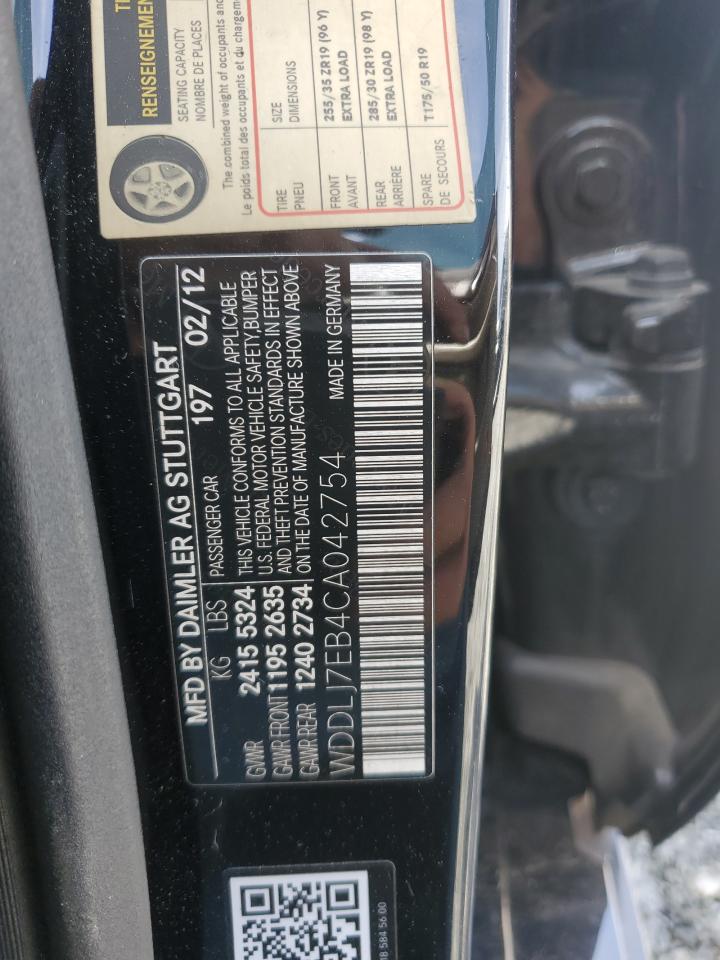 MFD BY DAIMLER AG STUTTGART
KG LBS PASSENGER CAR 197 02/12
GVWR 2415 5324 THIS VEHICLE CONFORMS TO ALL APPLICABLE
U.S. FEDERAL MOTOR VEHICLE SAFETY,BUMPER
GAWR FRONT 1195 2635 AND THEFT PREVENTION STANDARDS IN EFFECT
GAWR REAR 1240 2734 ON THE DATE OF MANUFACTURE SHOWN ABOVE
WDDLJ7EB4CA042754 MADE IN GERMANY
RENSEIGNEMEN
SEATING CAPACITY
NOMBRE DE PLACES
The combined weight of occupants and
Le poids total des occupants et du chargem
TIRE SIZE
PNEU DIMENSIONS
FRONT 255/35 ZR19 (96 Y)
AVANT EXTRA LOAD
REAR 285/30 ZR19 (98 Y)
ARRIÈRE EXTRA LOAD
SPARE T175/50 R19
DE SECOURS
584 56 00